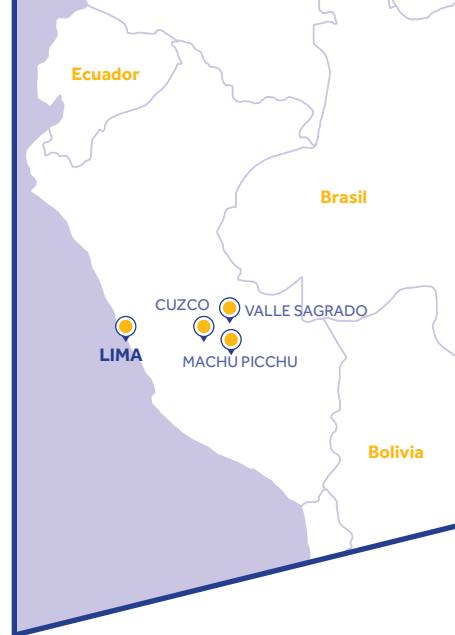 Ecuador
Brasil
CUZCO
VALLE SAGRADO
LIMA
MACHU PICCHU
Bolivia